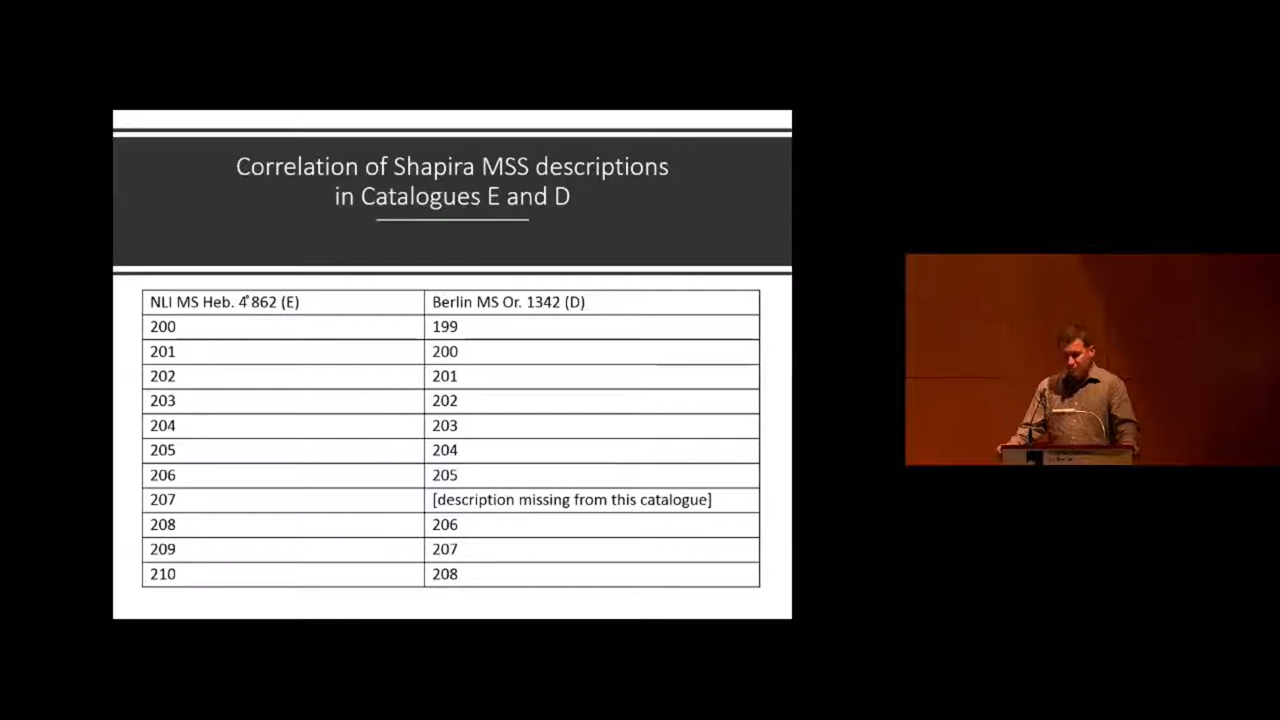 Correlation of Shapira MSS descriptions
in Catalogues E and D
NLI MS Heb. 4°862 (E) Berlin MS Or. 1342 (D)
200 199
201 200
202 201
203 202
204 203
205 204
206 205
207 [description missing from this catalogue]
208 206
209 207
210 208